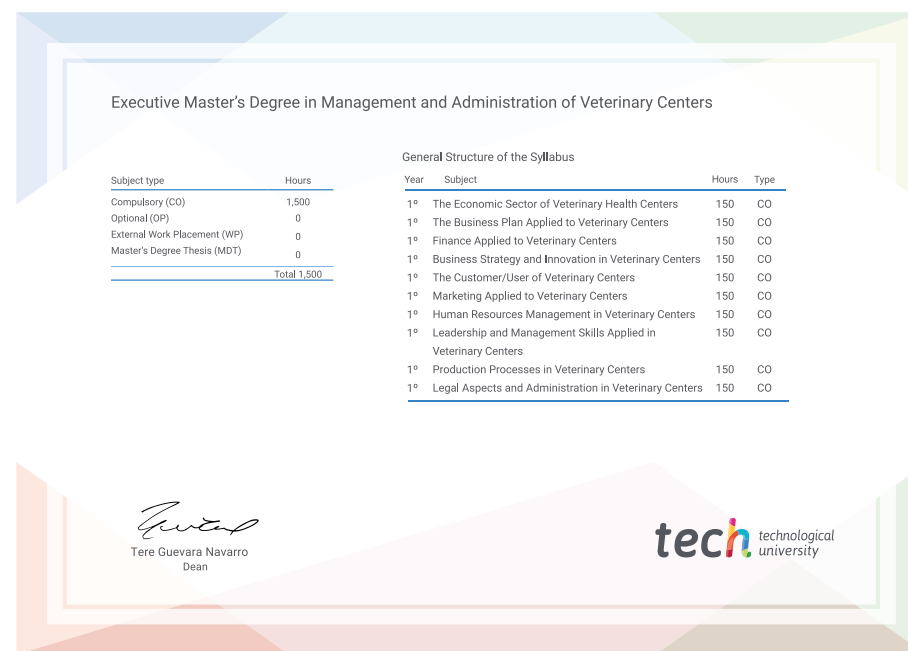 Executive Master's Degree in Management and Administration of Veterinary Centers
Subject type Hours
Compulsory (CO) 1,500
Optional (OP) 0
External Work Placement (WP) 0
Master's Degree Thesis (MDT) 0
Total 1,500
General Structure of the Syllabus
Year Subject Hours Type
1º The Economic Sector of Veterinary Health Centers 150 CO
1º The Business Plan Applied to Veterinary Centers 150 CO
1º Finance Applied to Veterinary Centers 150 CO
1º Business Strategy and Innovation in Veterinary Centers 150 CO
1º The Customer/User of Veterinary Centers 150 CO
1º Marketing Applied to Veterinary Centers 150 CO
1º Human Resources Management in Veterinary Centers 150 CO
1º Leadership and Management Skills Applied in 150 CO
Veterinary Centers
1º Production Processes in Veterinary Centers 150 CO
1º Legal Aspects and Administration in Veterinary Centers 150 CO
Tere Guevara Navarro
Dean
tech technological
university